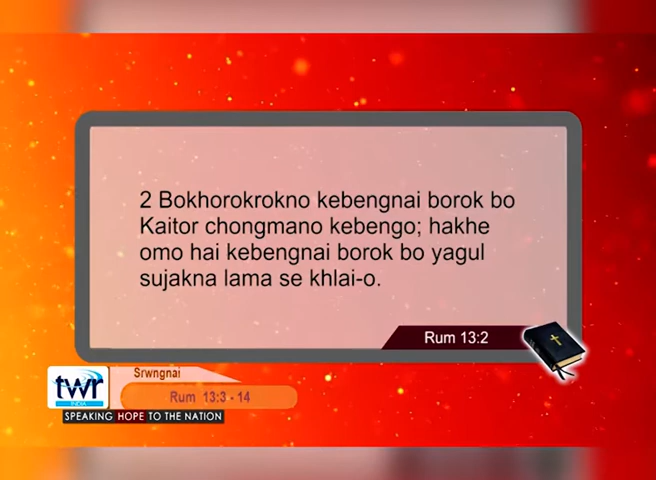 2 Bokhorokrokno kebengnai borok bo
Kaitor chongmano kebengo; hakhe
omo hai kebengnai borok bo yagul
sujakna lama se khlai-o.
Rum 13:2
Srwngnai
twr
INDIA
Rum 13:3 - 14
SPEAKING HOPE TO THE NATION